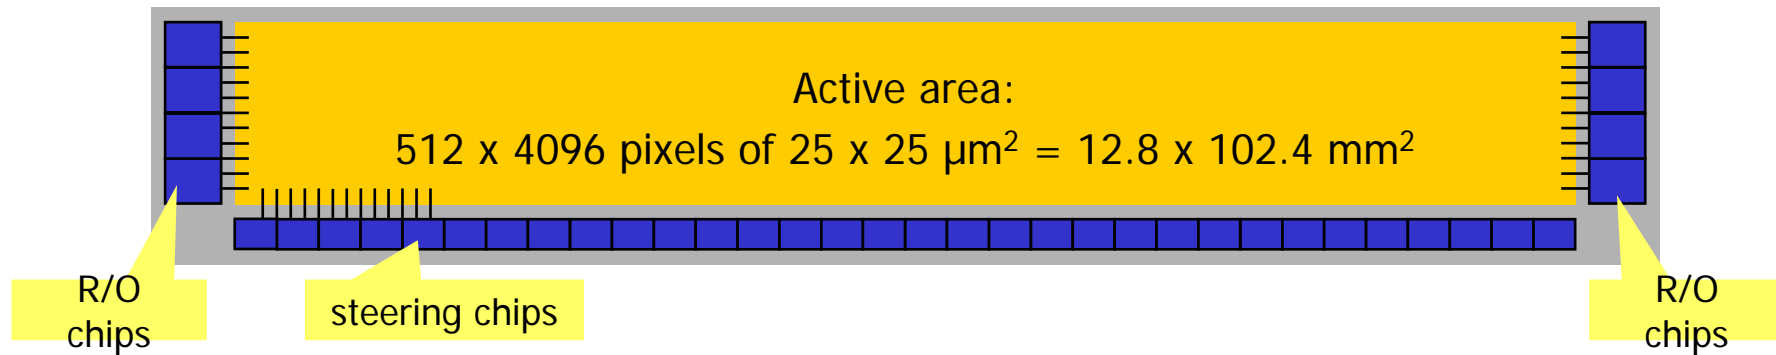 Active area:
512 x 4096 pixels of 25 x 25 µm² = 12.8 x 102.4 mm²
R/O
chips
steering chips
R/O
chips